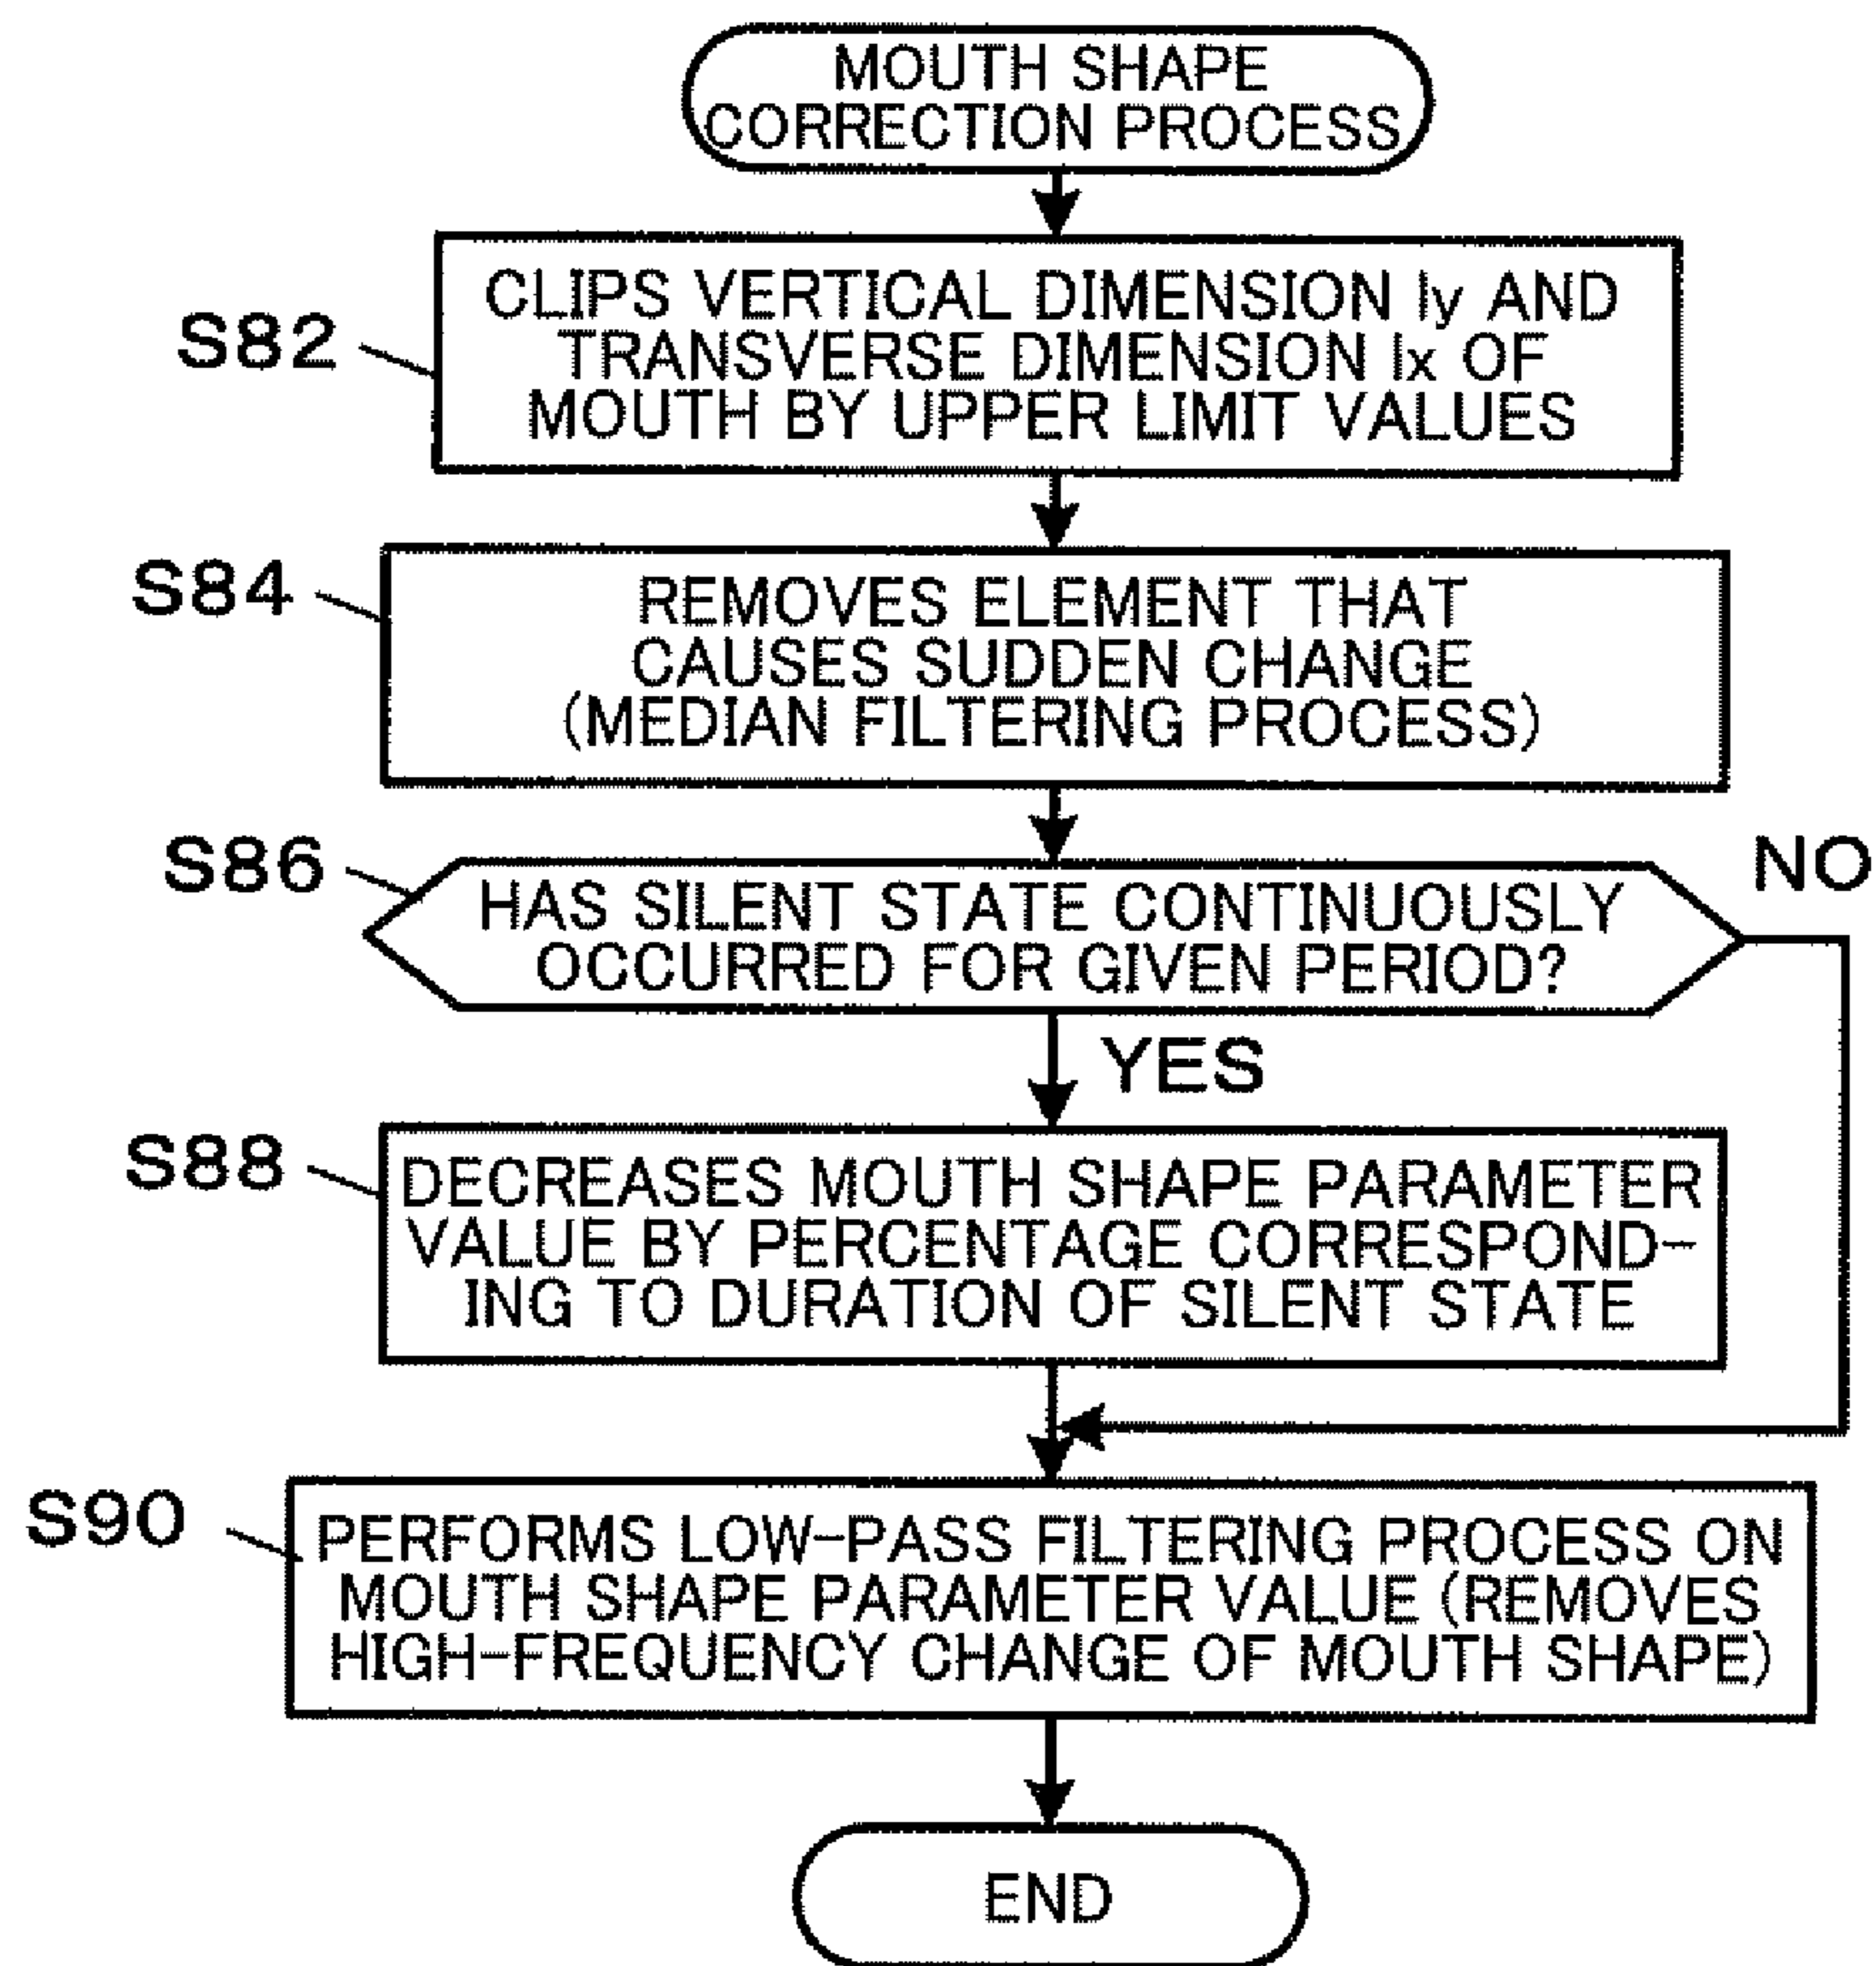 MOUTH SHAPE
CORRECTION PROCESS
S82
CLIPS VERTICAL DIMENSION ly AND
TRANSVERSE DIMENSION lx OF
MOUTH BY UPPER LIMIT VALUES
S84
REMOVES ELEMENT THAT
CAUSES SUDDEN CHANGE
(MEDIAN FILTERING PROCESS)
S86
HAS SILENT STATE CONTINUOUSLY
OCCURRED FOR GIVEN PERIOD?
NO
YES
S88
DECREASES MOUTH SHAPE PARAMETER
VALUE BY PERCENTAGE CORRESPOND-
ING TO DURATION OF SILENT STATE
S90
PERFORMS LOW-PASS FILTERING PROCESS ON
MOUTH SHAPE PARAMETER VALUE (REMOVES
HIGH-FREQUENCY CHANGE OF MOUTH SHAPE)
END